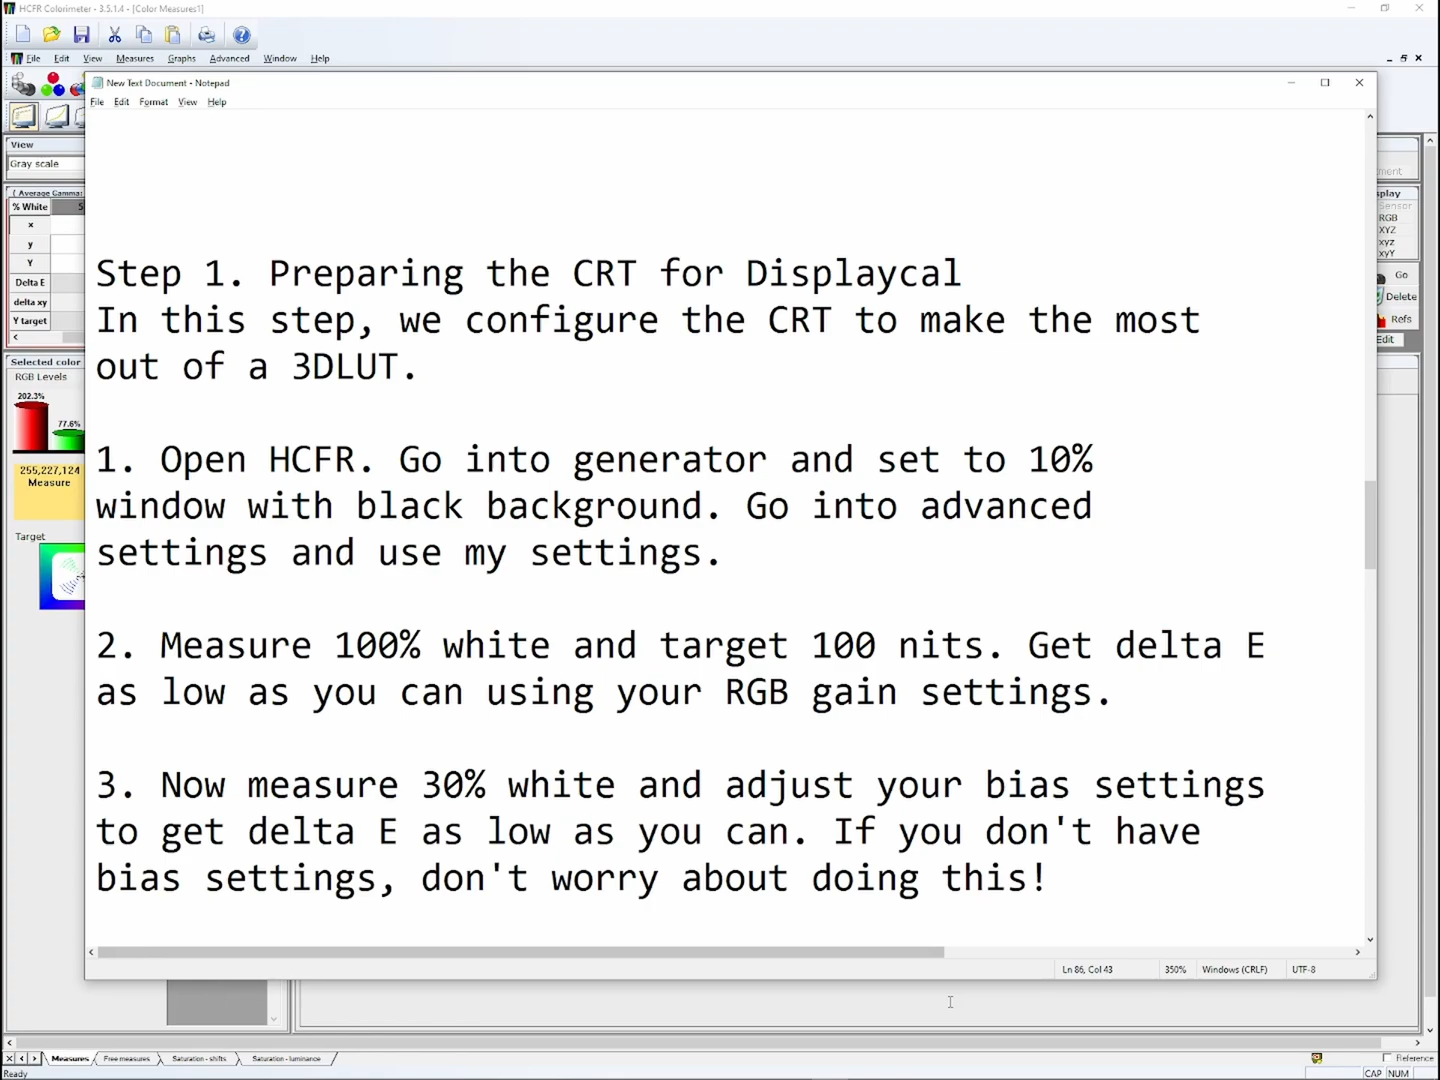 HCFR Colorimeter - 3.5.1.4 - [Color Measures1]
File Edit View Measures Graphs Advanced Window Help
New Text Document - Notepad
File Edit Format View Help
View
Gray scale
( Average Gamma:
% White 5
x
y
Y
Delta E
delta xy
Y target
Selected color
RGB Levels
202.3%
77.6%
255,227,124
Measure
Target
Step 1. Preparing the CRT for Displaycal
In this step, we configure the CRT to make the most
out of a 3DLUT.
1. Open HCFR. Go into generator and set to 10%
window with black background. Go into advanced
settings and use my settings.
2. Measure 100% white and target 100 nits. Get delta E
as low as you can using your RGB gain settings.
3. Now measure 30% white and adjust your bias settings
to get delta E as low as you can. If you don't have
bias settings, don't worry about doing this!
Ln 86, Col 43 350% Windows (CRLF) UTF-8
ment
splay
Sensor
RGB
XYZ
xyz
xyY
Go
Delete
Refs
Edit
Measures Free measures Saturation - shifts Saturation - luminance
Reference
Ready
CAP NUM